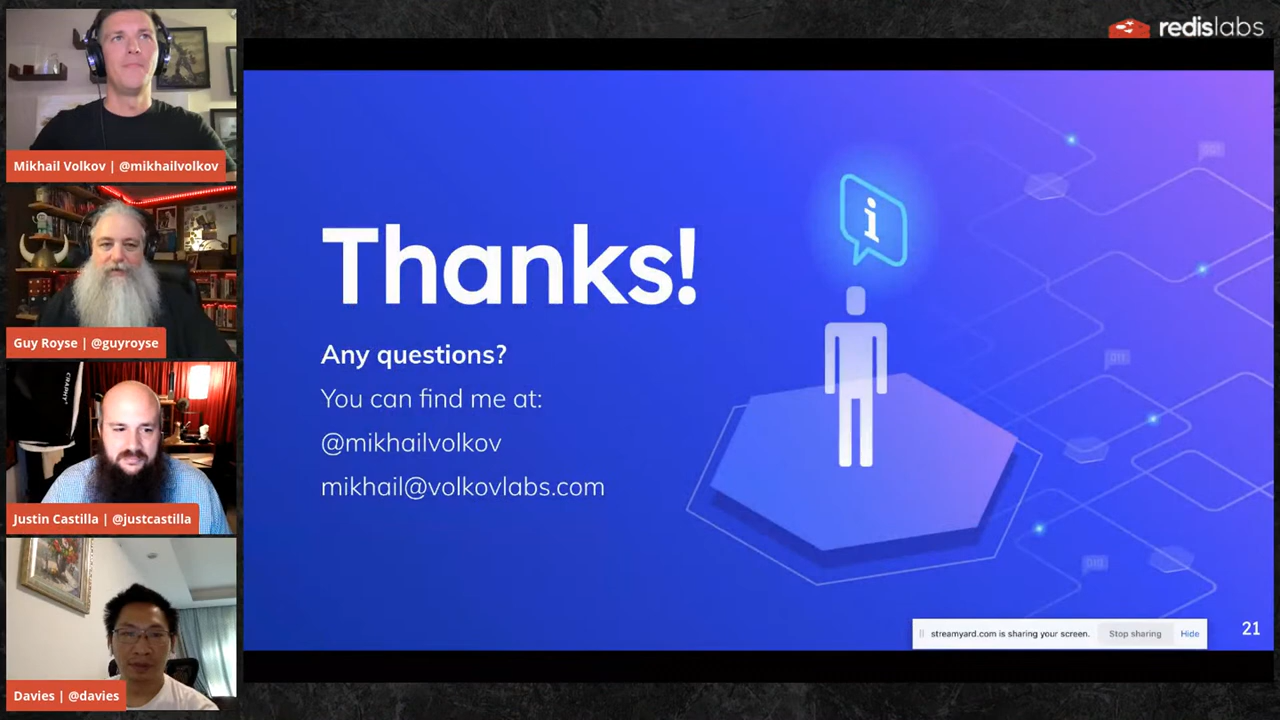 redislabs
Mikhail Volkov | @mikhailvolkov
Guy Royse | @guyroyse
Justin Castilla | @justcastilla
Davies | @davies
Thanks!
i
Any questions?
You can find me at:
@mikhailvolkov
mikhail@volkovlabs.com
streamyard.com is sharing your screen.
Stop sharing
Hide
21